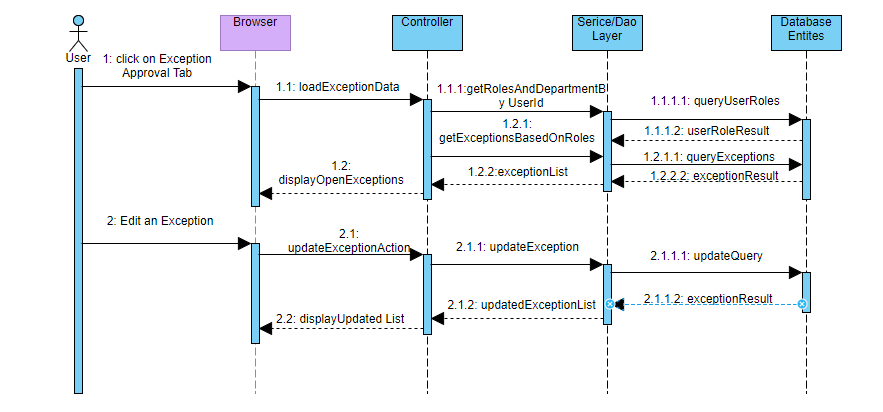 Browser
Controller
Serice/Dao
Layer
Database
Entites
User
1: click on Exception
Approval Tab
1.1: loadExceptionData
1.1.1:getRolesAndDepartmentB
y UserId
1.1.1.1: queryUserRoles
1.2.1:
getExceptionsBasedOnRoles
1.1.1.2: userRoleResult
1.2.1.1: queryExceptions
1.2:
displayOpenExceptions
1.2.2:exceptionList
1.2.2.2: exceptionResult
2: Edit an Exception
2.1:
updateExceptionAction
2.1.1: updateException
2.1.1.1: updateQuery
2.1.1.2: exceptionResult
2.1.2: updatedExceptionList
2.2: displayUpdated List